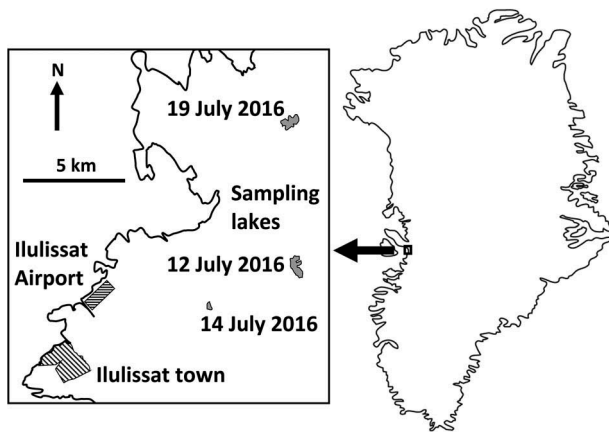 N
19 July 2016
5 km
Sampling
lakes
Ilulissat
Airport
12 July 2016
14 July 2016
Ilulissat town